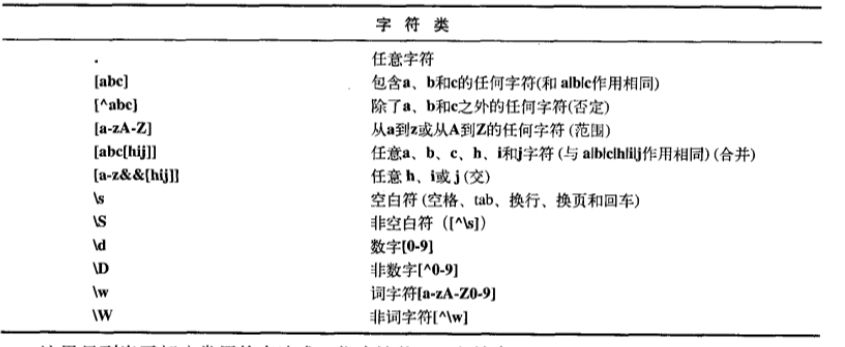 字 符 类
. 任意字符
[abc] 包含a、b和c的任何字符(和 a|b|c作用相同)
[^abc] 除了a、b和c之外的任何字符(否定)
[a-zA-Z] 从a到z或从A到Z的任何字符(范围)
[abc[hij]] 任意a、b、c、h、i和j字符(与 a|b|c|h|i|j作用相同)(合并)
[a-z&&[hij]] 任意 h、i或 j (交)
\s 空白符(空格、tab、换行、换页和回车)
\S 非空白符（[^\s]）
\d 数字[0-9]
\D 非数字[^0-9]
\w 词字符[a-zA-Z0-9]
\W 非词字符[^\w]